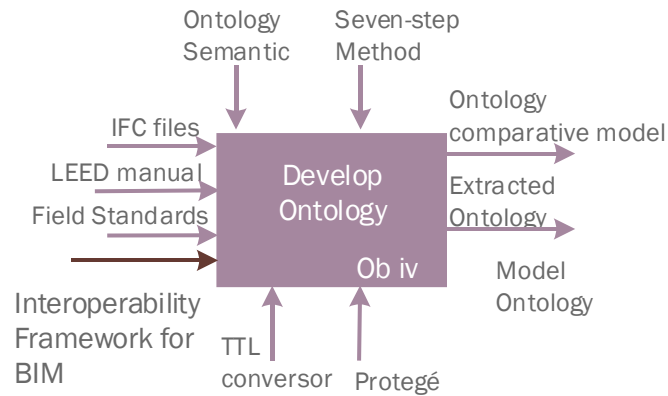 Ontology
Semantic
Seven-step
Method
IFC files
LEED manual
Field Standards
Interoperability
Framework for
BIM
Develop
Ontology
Ob iv
Ontology
comparative model
Extracted
Ontology
Model
Ontology
TTL
conversor
Protegé